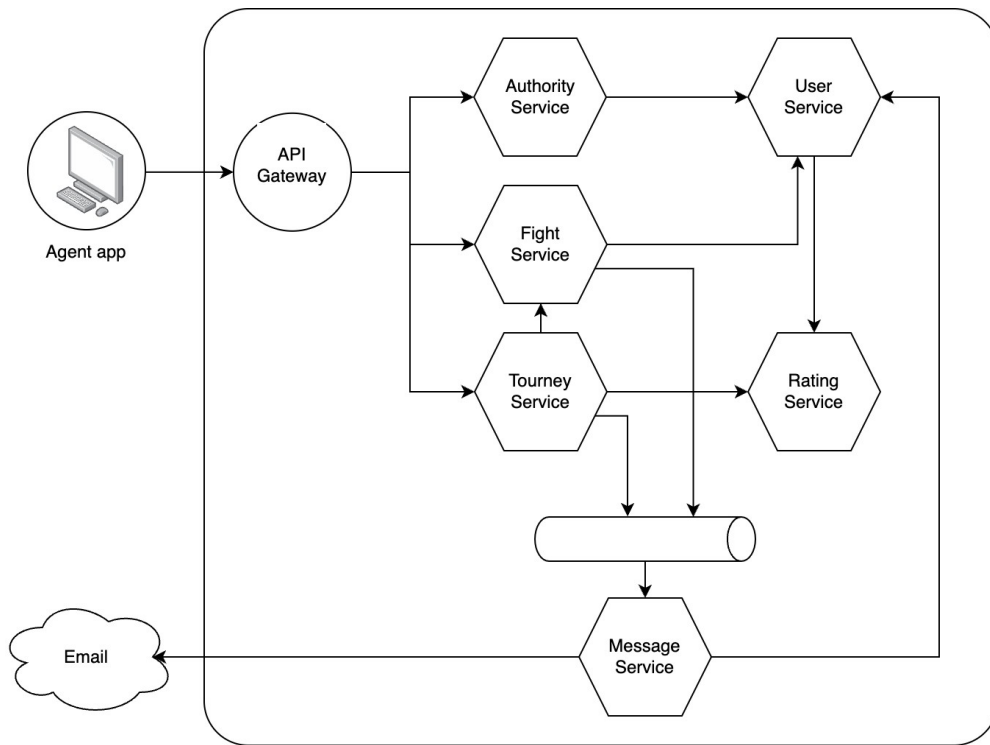 Authority
Service
User
Service
API
Gateway
Agent app
Fight
Service
Tourney
Service
Rating
Service
Email
Message
Service